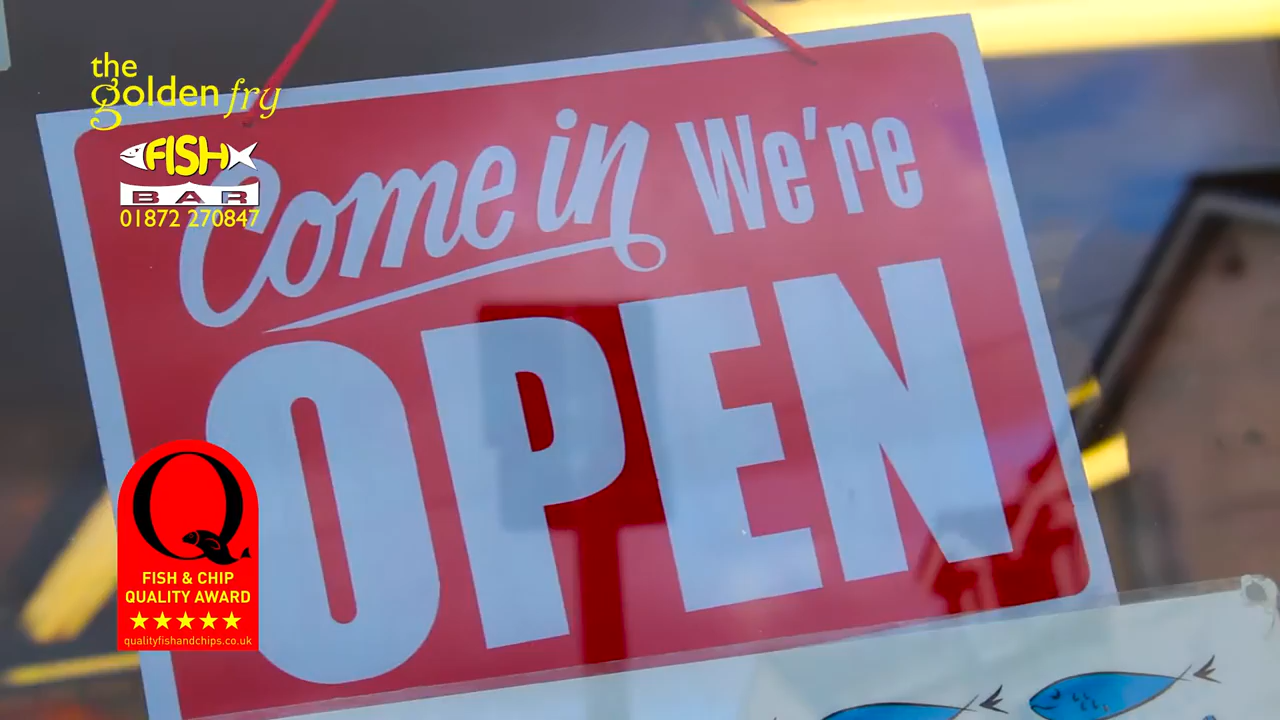 the
golden fry
FISH
BAR
01872 270847
Come in We're
OPEN
Q
FISH & CHIP
QUALITY AWARD
qualityfishandchips.co.uk